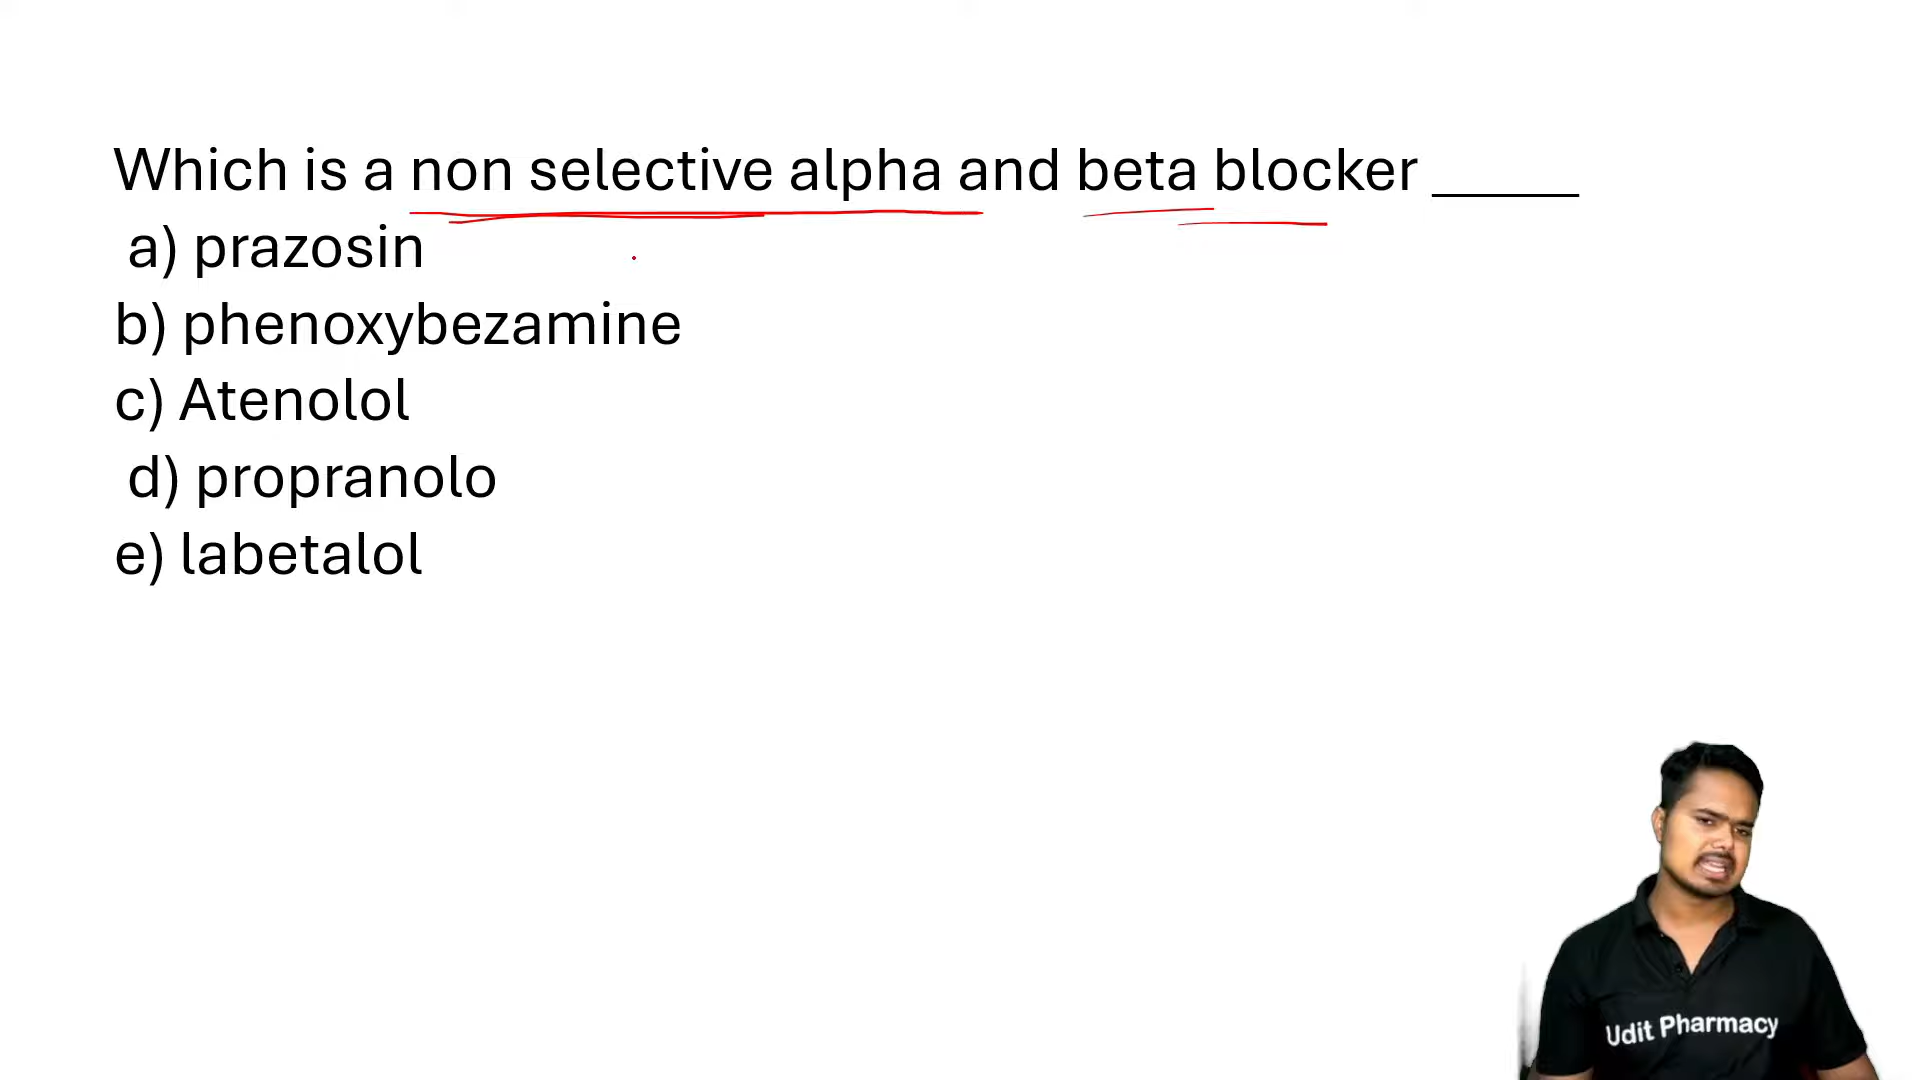 Which is a non selective alpha and beta blocker _____
a) prazosin
b) phenoxybezamine
c) Atenolol
d) propranolo
e) labetalol
Udit Pharmacy